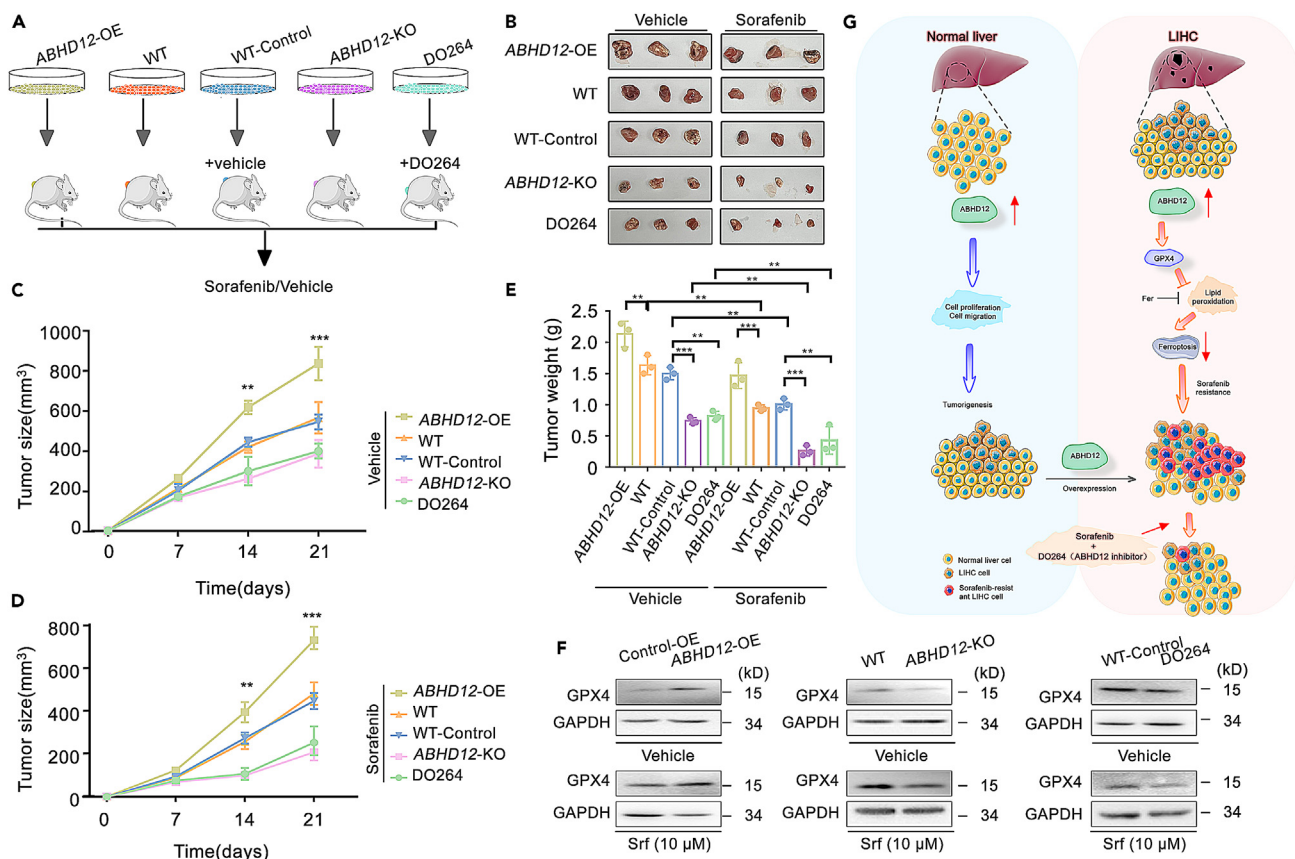 A
ABHD12-OE
WT
WT-Control
ABHD12-KO
DO264
+vehicle
+DO264
Sorafenib/Vehicle
B
Vehicle
Sorafenib
ABHD12-OE
WT
WT-Control
ABHD12-KO
DO264
C
Tumor size(mm³)
1000
800
600
400
200
0
0
7
14
21
**
***
Time(days)
Vehicle
ABHD12-OE
WT
WT-Control
ABHD12-KO
DO264
D
Tumor size(mm³)
800
600
400
200
0
0
7
14
21
**
***
Time(days)
Sorafenib
ABHD12-OE
WT
WT-Control
ABHD12-KO
DO264
E
Tumor weight (g)
2.5
2.0
1.5
1.0
0.5
0
**
**
**
**
**
**
***
***
**
***
ABHD12-OE
WT
WT-Control
ABHD12-KO
DO264
ABHD12-OE
WT
WT-Control
ABHD12-KO
DO264
Vehicle
Sorafenib
F
Control-OE
ABHD12-OE
(kD)
GPX4
15
GAPDH
34
Vehicle
GPX4
15
GAPDH
34
Srf (10 μM)
WT
ABHD12-KO
(kD)
GPX4
15
GAPDH
34
Vehicle
GPX4
15
GAPDH
34
Srf (10 μM)
WT-Control
DO264
(kD)
GPX4
15
GAPDH
34
Vehicle
GPX4
15
GAPDH
34
Srf (10 μM)
G
Normal liver
ABHD12
Cell proliferation
Cell migration
Tumorigenesis
LIHC
ABHD12
GPX4
Fer
Lipid
peroxidation
Ferroptosis
Sorafenib
resistance
ABHD12
Overexpression
Sorafenib
+
DO264 (ABHD12 inhibitor)
Normal liver cel
LIHC cell
Sorafenib-resist
ant LIHC cell